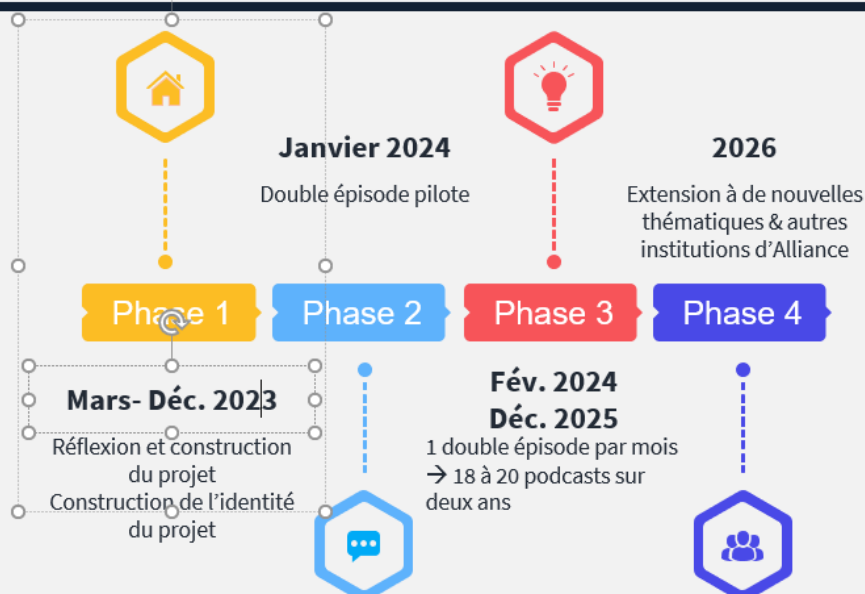 Janvier 2024
Double épisode pilote
2026
Extension à de nouvelles
thématiques & autres
institutions d’Alliance
Phase 1
Phase 2
Phase 3
Phase 4
Mars- Déc. 2023
Réflexion et construction
du projet
Construction de l’identité
du projet
Fév. 2024
Déc. 2025
1 double épisode par mois
→ 18 à 20 podcasts sur
deux ans